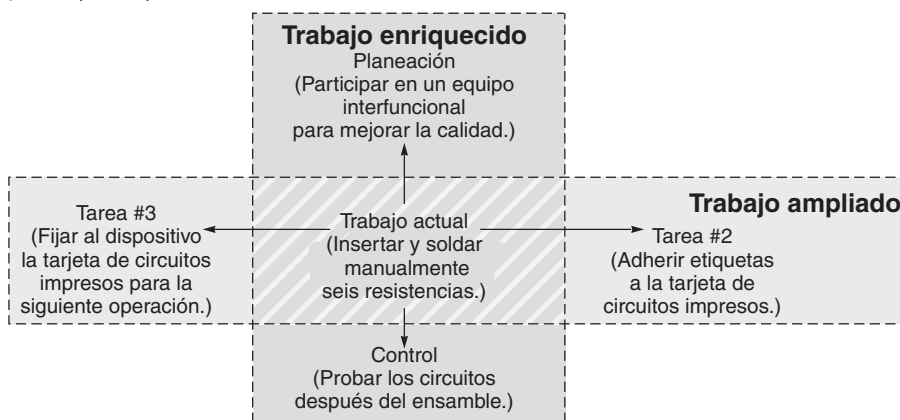 Trabajo enriquecido
Planeación
(Participar en un equipo
interfuncional
para mejorar la calidad.)
Trabajo ampliado
Tarea #3
(Fijar al dispositivo
la tarjeta de circuitos
impresos para la
siguiente operación.)
Trabajo actual
(Insertar y soldar
manualmente
seis resistencias.)
Tarea #2
(Adherir etiquetas
a la tarjeta de
circuitos impresos.)
Control
(Probar los circuitos
después del ensamble.)